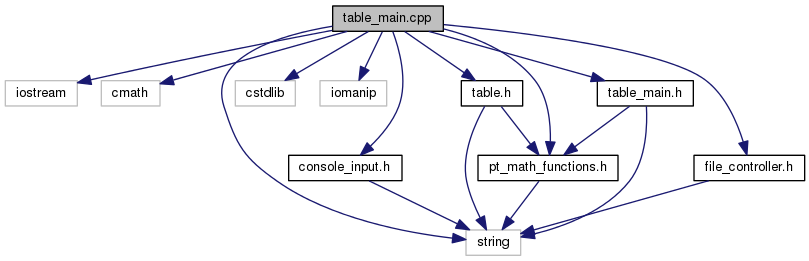 table_main.cpp
iostream
cmath
cstdlib
iomanip
table.h
table_main.h
console_input.h
pt_math_functions.h
file_controller.h
string